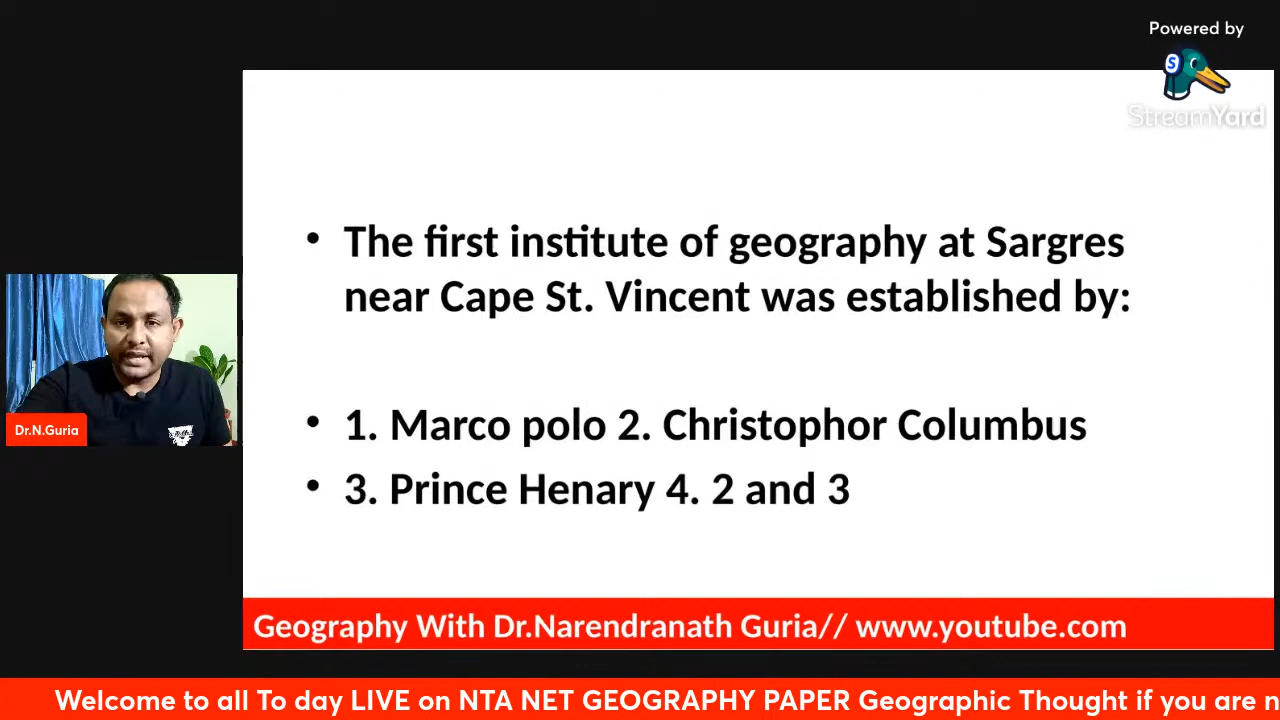 Powered by
StreamYard
• The first institute of geography at Sargres
near Cape St. Vincent was established by:
• 1. Marco polo 2. Christophor Columbus
• 3. Prince Henary 4. 2 and 3
Dr.N.Guria
Geography With Dr.Narendranath Guria// www.youtube.com
Welcome to all To day LIVE on NTA NET GEOGRAPHY PAPER Geographic Thought if you are n